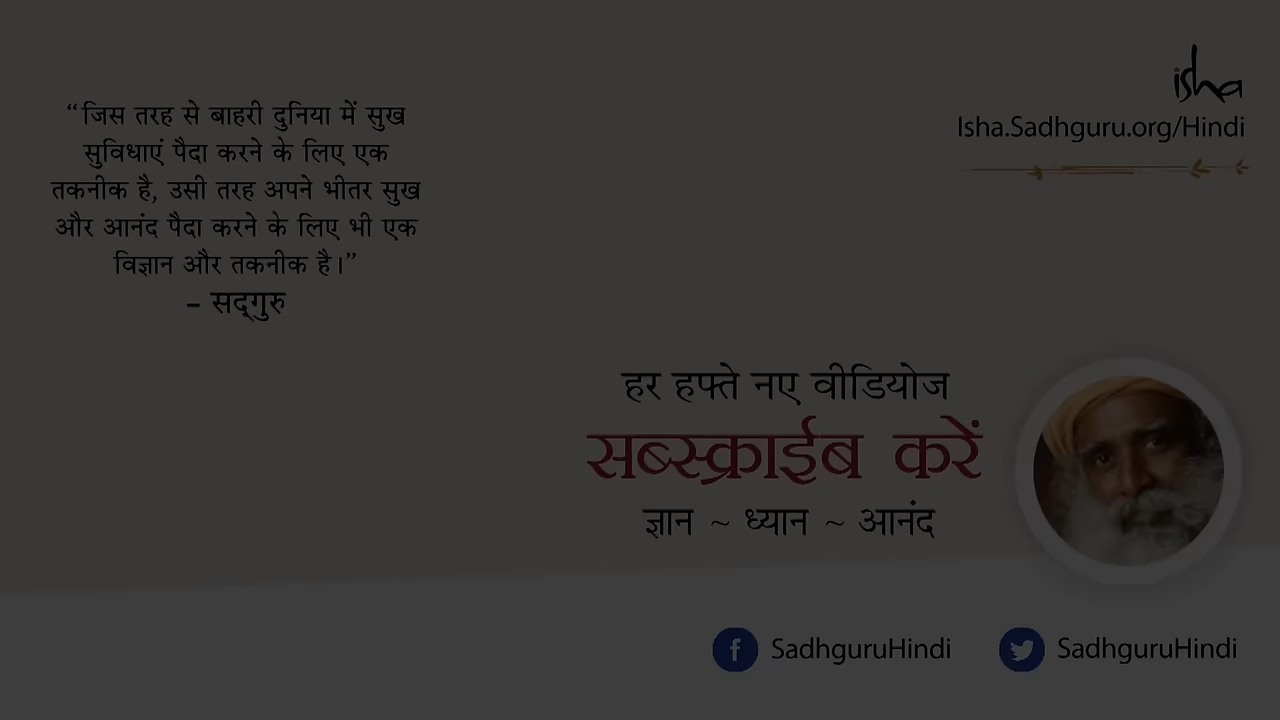 “जिस तरह से बाहरी दुनिया में सुख
सुविधाएं पैदा करने के लिए एक
तकनीक है, उसी तरह अपने भीतर सुख
और आनंद पैदा करने के लिए भी एक
विज्ञान और तकनीक है।”
– सद्‌गुरु
isha
Isha.Sadhguru.org/Hindi
हर हफ्ते नए वीडियोज
सब्स्क्राईब करें
ज्ञान ~ ध्यान ~ आनंद
SadhguruHindi
SadhguruHindi